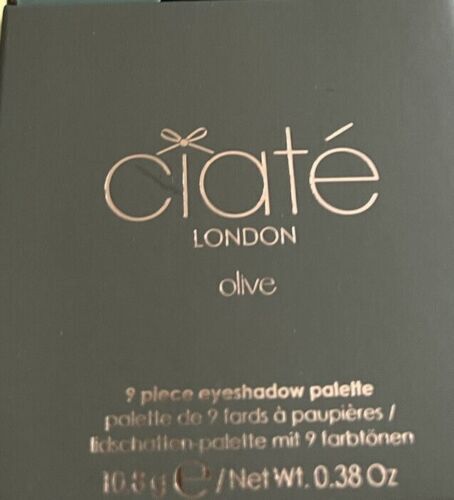 ciaté
LONDON
olive
9 piece eyeshadow palette
palette de 9 fards à paupières /
lidschatten-palette mit 9 farbtönen
10.8 g e / Net Wt. 0.38 Oz